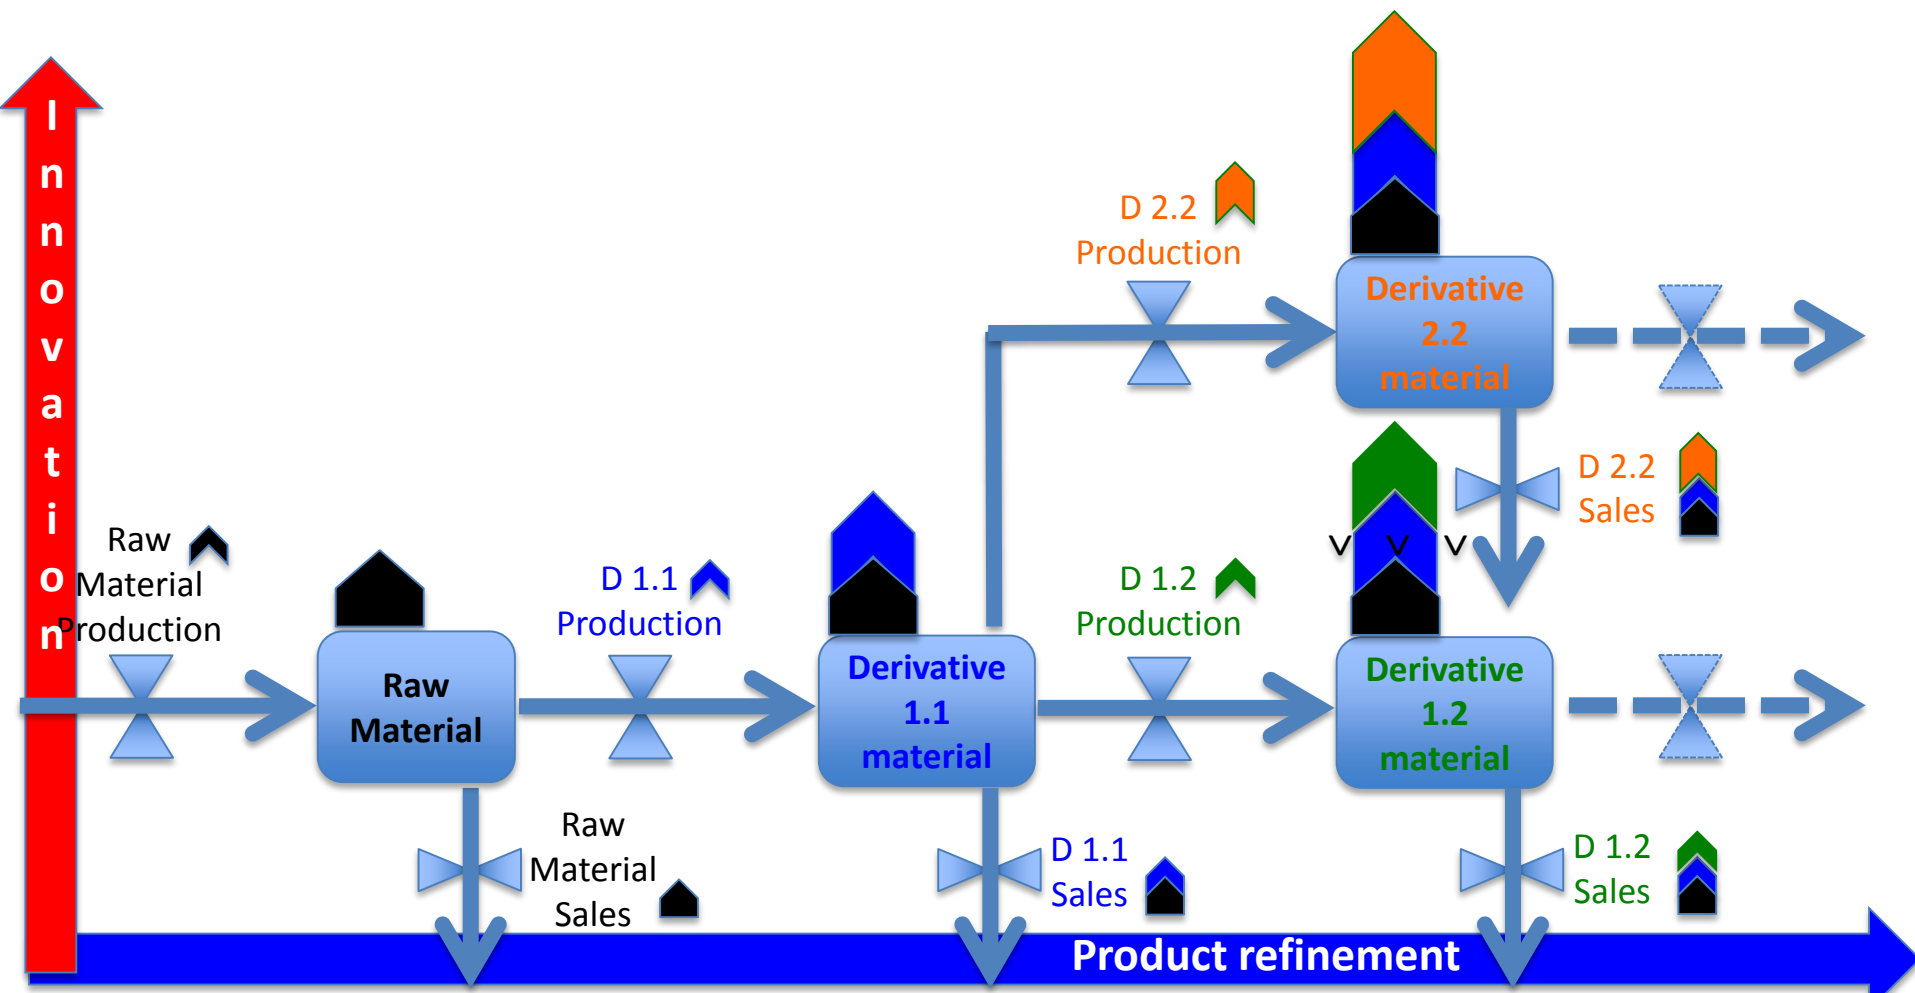 Innovation
D 2.2
Production
Derivative
2.2
material
D 2.2
Sales
Raw
Material
Production
Raw
Material
D 1.1
Production
Derivative
1.1
material
D 1.2
Production
V V V
Derivative
1.2
material
Raw
Material
Sales
D 1.1
Sales
D 1.2
Sales
Product refinement